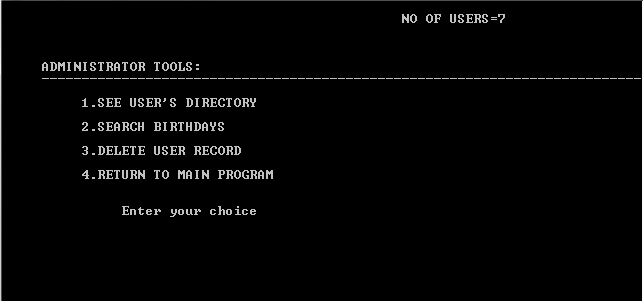 NO OF USERS=7
ADMINISTRATOR TOOLS:
1.SEE USER'S DIRECTORY
2.SEARCH BIRTHDAYS
3.DELETE USER RECORD
4.RETURN TO MAIN PROGRAM
Enter your choice